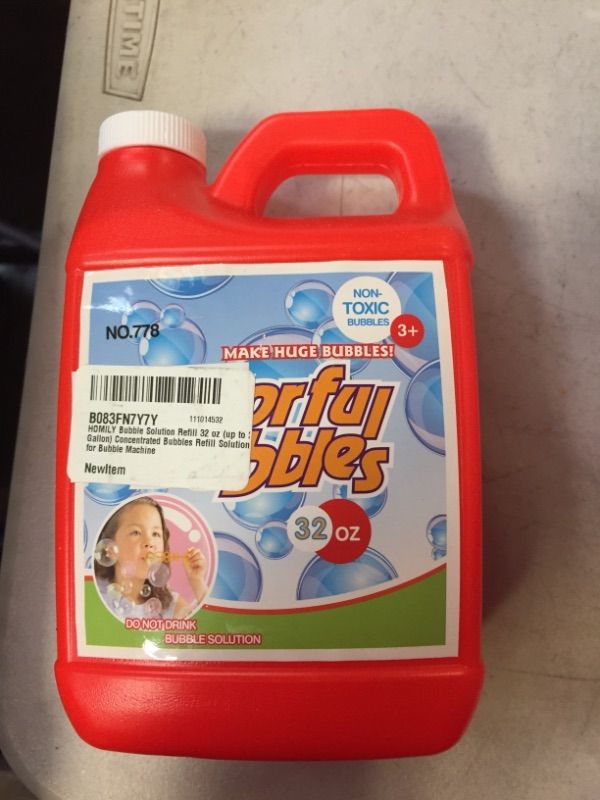 TIME
NON-
TOXIC
BUBBLES
3+
NO.778
MAKE HUGE BUBBLES!
orful
bbles
B083FN7Y7Y 111014532
HOMILY Bubble Solution Refill 32 oz (up to
Gallon) Concentrated Bubbles Refill Solution
for Bubble Machine
NewItem
32 OZ
DO NOT DRINK
BUBBLE SOLUTION